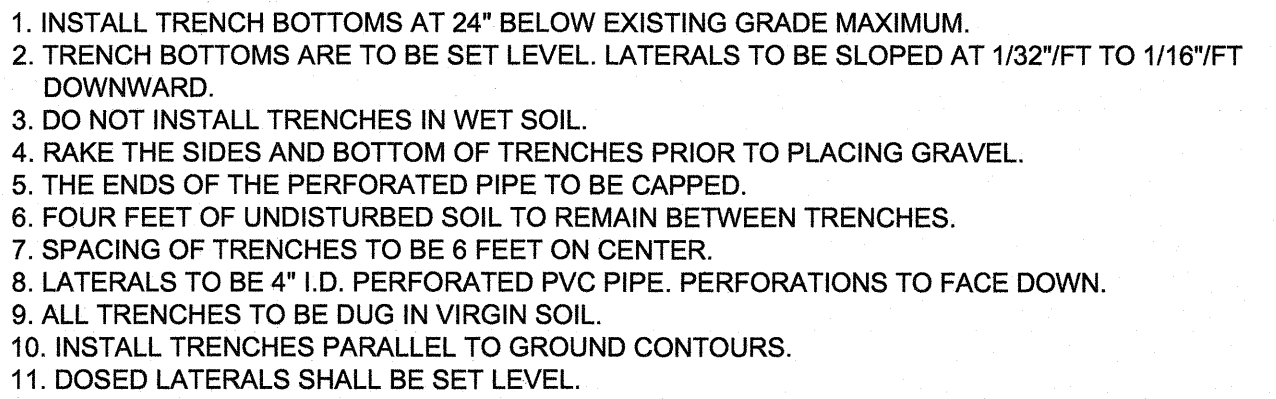 1. INSTALL TRENCH BOTTOMS AT 24" BELOW EXISTING GRADE MAXIMUM.
2. TRENCH BOTTOMS ARE TO BE SET LEVEL. LATERALS TO BE SLOPED AT 1/32"/FT TO 1/16"/FT
DOWNWARD.
3. DO NOT INSTALL TRENCHES IN WET SOIL.
4. RAKE THE SIDES AND BOTTOM OF TRENCHES PRIOR TO PLACING GRAVEL.
5. THE ENDS OF THE PERFORATED PIPE TO BE CAPPED.
6. FOUR FEET OF UNDISTURBED SOIL TO REMAIN BETWEEN TRENCHES.
7. SPACING OF TRENCHES TO BE 6 FEET ON CENTER.
8. LATERALS TO BE 4" I.D. PERFORATED PVC PIPE. PERFORATIONS TO FACE DOWN.
9. ALL TRENCHES TO BE DUG IN VIRGIN SOIL.
10. INSTALL TRENCHES PARALLEL TO GROUND CONTOURS.
11. DOSED LATERALS SHALL BE SET LEVEL.